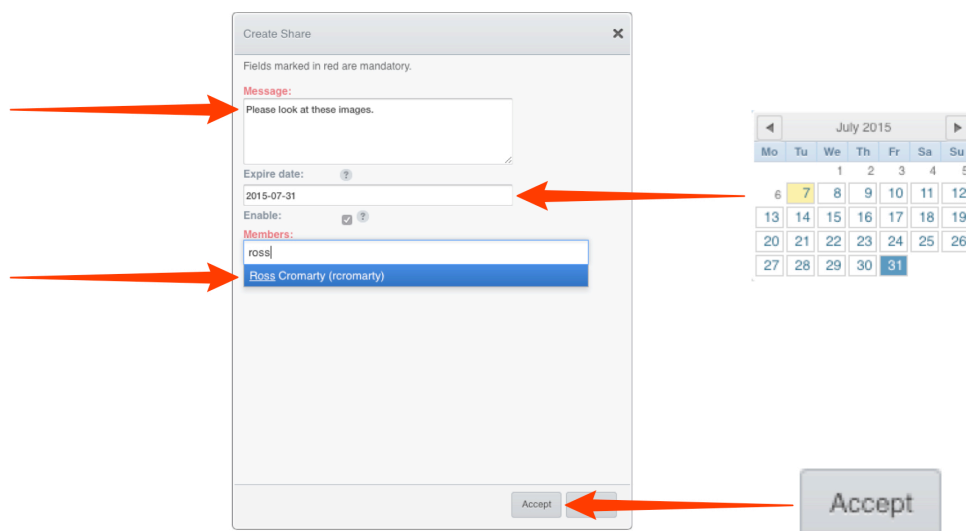 Create Share
Fields marked in red are mandatory.
Message:
Please look at these images.
Expire date: ?
2015-07-31
Enable: ?
Members:
ross
Ross Cromarty (rcromarty)
Accept
July 2015
Mo Tu We Th Fr Sa Su
1 2 3 4 5
6 7 8 9 10 11 12
13 14 15 16 17 18 19
20 21 22 23 24 25 26
27 28 29 30 31
Accept